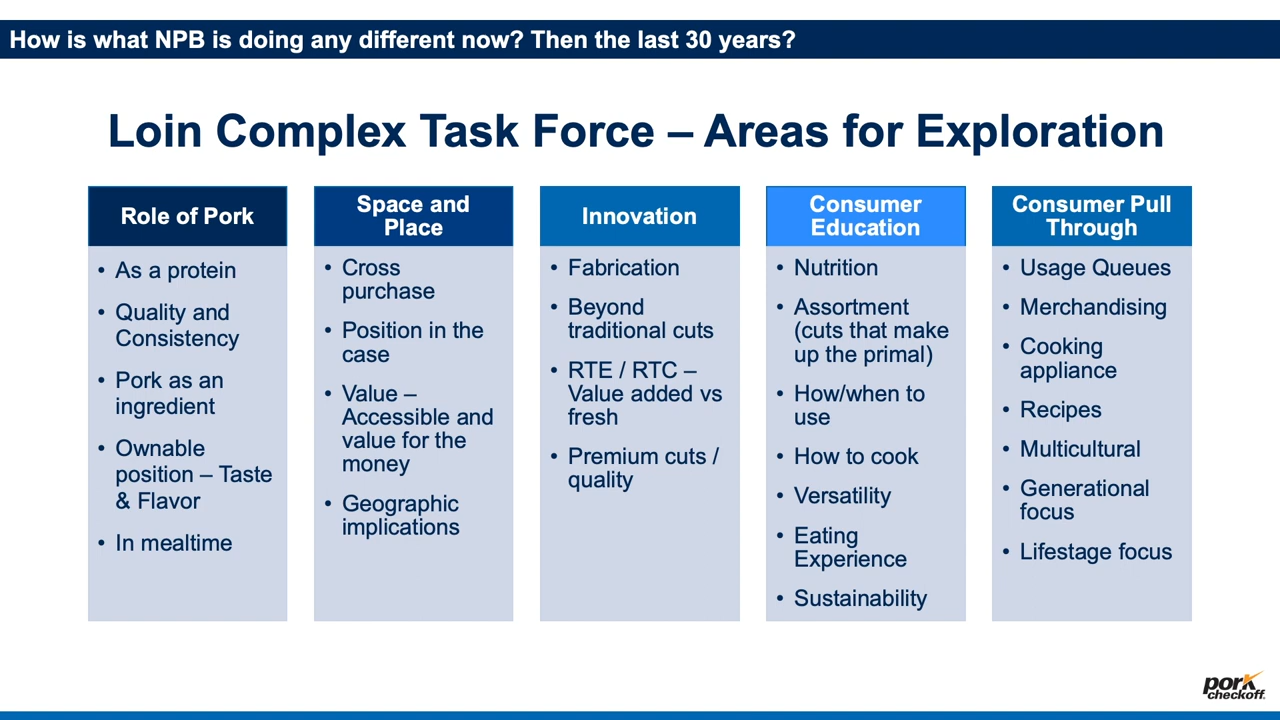 How is what NPB is doing any different now? Then the last 30 years?
Loin Complex Task Force – Areas for Exploration
Role of Pork
• As a protein
• Quality and
Consistency
• Pork as an
ingredient
• Ownable
position – Taste
& Flavor
• In mealtime
Space and
Place
• Cross
purchase
• Position in the
case
• Value –
Accessible and
value for the
money
• Geographic
implications
Innovation
• Fabrication
• Beyond
traditional cuts
• RTE / RTC –
Value added vs
fresh
• Premium cuts /
quality
Consumer
Education
• Nutrition
• Assortment
(cuts that make
up the primal)
• How/when to
use
• How to cook
• Versatility
• Eating
Experience
• Sustainability
Consumer Pull
Through
• Usage Queues
• Merchandising
• Cooking
appliance
• Recipes
• Multicultural
• Generational
focus
• Lifestage focus
pork
checkoff.